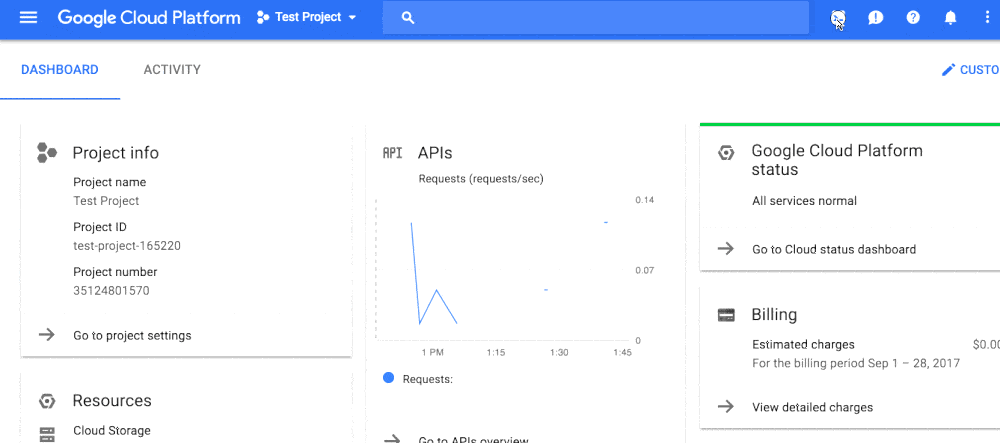 Google Cloud Platform
Test Project
DASHBOARD
ACTIVITY
CUSTO
Project info
Project name
Test Project
Project ID
test-project-165220
Project number
35124801570
Go to project settings
Resources
Cloud Storage
API
APIs
Requests (requests/sec)
0.14
0.07
0
1 PM
1:15
1:30
1:45
Requests:
Go to APIs overview
Google Cloud Platform
status
All services normal
Go to Cloud status dashboard
Billing
Estimated charges
$0.00
For the billing period Sep 1 – 28, 2017
View detailed charges